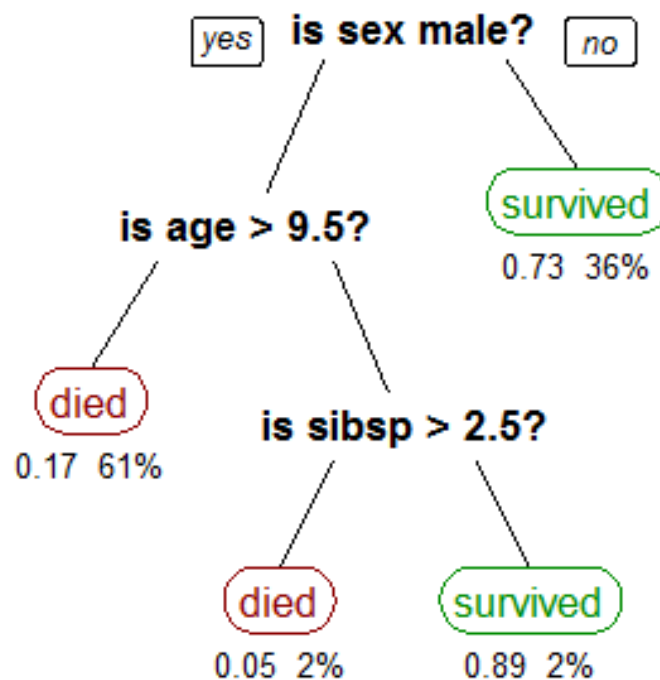 yes is sex male? no
survived
is age > 9.5?
0.73 36%
died
is sibsp > 2.5?
0.17 61%
died survived
0.05 2% 0.89 2%